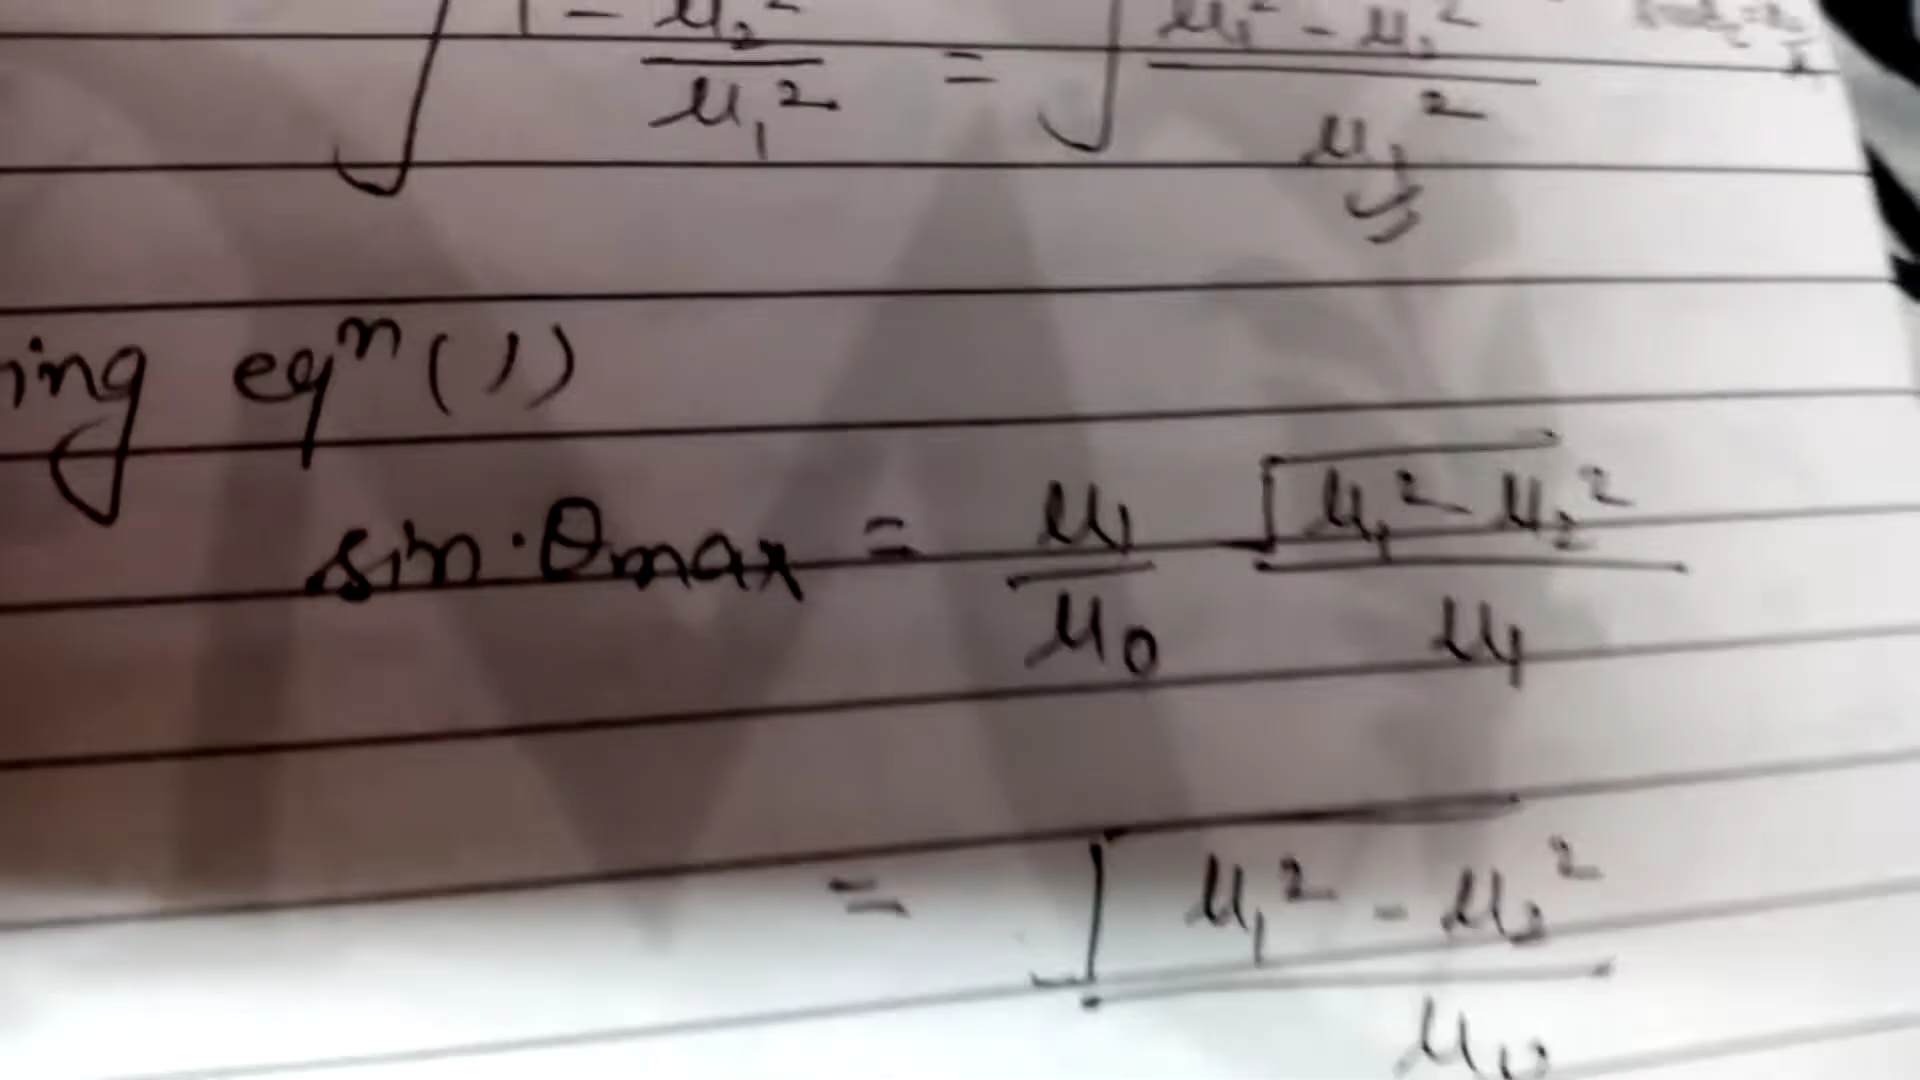 √1 - μ₂²/μ₁² = √μ₁² - μ₂²/μ₁²
ing eqⁿ (1)
sin·θmax = μ₁/μ₀ √μ₁² - μ₂²/μ₁
= √μ₁² - μ₂²/μ₀